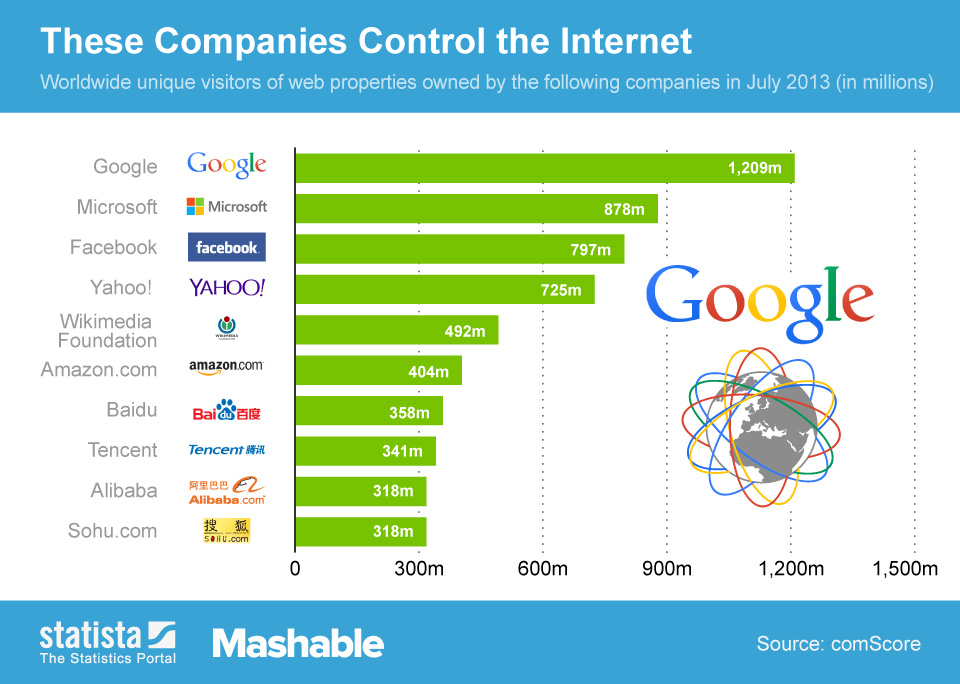 These Companies Control the Internet
Worldwide unique visitors of web properties owned by the following companies in July 2013 (in millions)
Google Google 1,209m
Microsoft Microsoft 878m
Facebook facebook 797m
Yahoo! YAHOO! 725m
Google
Wikimedia
Foundation
WIKIMEDIA
FOUNDATION
492m
Amazon.com amazon.com 404m
Baidu Bai du 百度 358m
Tencent Tencent 腾讯 341m
Alibaba 阿里巴巴 Alibaba.com 318m
Sohu.com 搜狐 SOHU.com 318m
0 300m 600m 900m 1,200m 1,500m
statista
The Statistics Portal
Mashable
Source: comScore